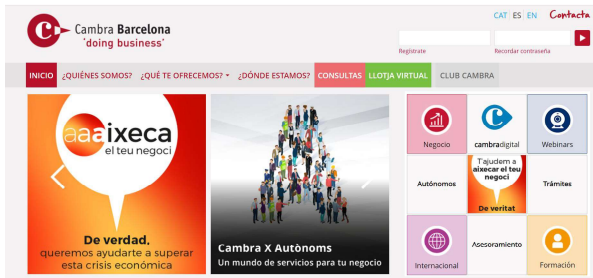 CAT ES EN Contacta
Cambra Barcelona
'doing business'
Regístrate Recordar contraseña
INICIO ¿QUIÉNES SOMOS? ¿QUÉ TE OFRECEMOS? ¿DÓNDE ESTAMOS? CONSULTAS LLOTJA VIRTUAL CLUB CAMBRA
aaaixeca
el teu negoci
De verdad,
queremos ayudarte a superar
esta crisis económica
Cambra X Autònoms
Un mundo de servicios para tu negocio
Negocio
cambradigital
Webinars
Autónomos
T'ajudem a
aixecar el teu
negoci
De veritat
Trámites
Internacional
Asesoramiento
Formación